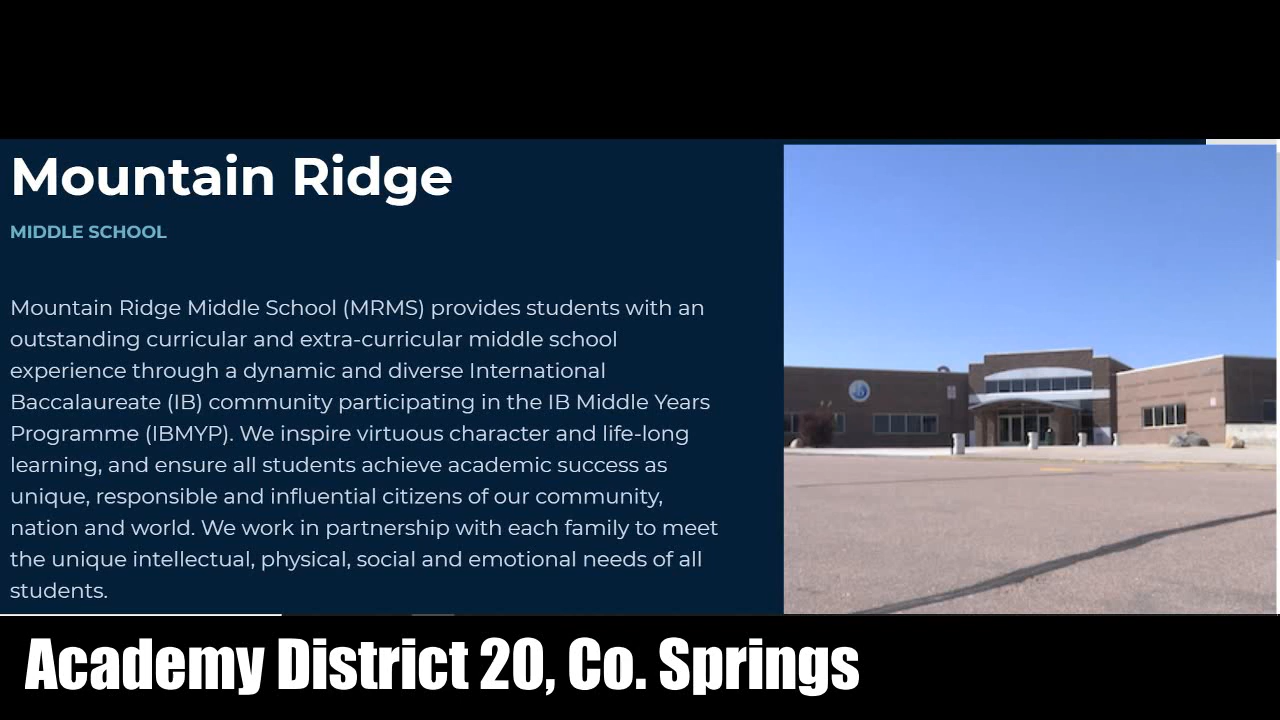 Mountain Ridge
MIDDLE SCHOOL
Mountain Ridge Middle School (MRMS) provides students with an
outstanding curricular and extra-curricular middle school
experience through a dynamic and diverse International
Baccalaureate (IB) community participating in the IB Middle Years
Programme (IBMYP). We inspire virtuous character and life-long
learning, and ensure all students achieve academic success as
unique, responsible and influential citizens of our community,
nation and world. We work in partnership with each family to meet
the unique intellectual, physical, social and emotional needs of all
students.
Academy District 20, Co. Springs